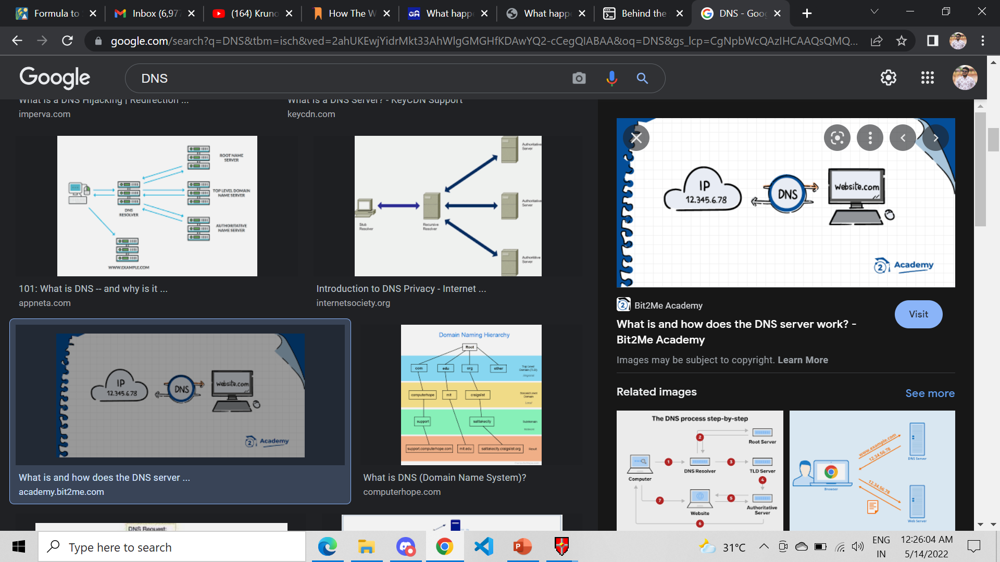 Formula to
Inbox (6,977
(164) Kruno
How The W
What happe
What happ
Behind the
DNS - Goog
google.com/search?q=DNS&tbm=isch&ved=2ahUKEwjYidrMkt33AhWlgGMGHfKDAwYQ2-cCegQIABAA&oq=DNS&gs_lcp=CgNpbWcQAzIHCAAQsQMQ...
Google
DNS
What is a DNS Hijacking | Redirection ...
imperva.com
What is a DNS Server? - KeyCDN Support
keycdn.com
ROOT NAME
SERVER
TOP LEVEL DOMAIN
NAME SERVER
DNS
RESOLVER
AUTHORITATIVE
NAME SERVER
WWW.EXAMPLE.COM
101: What is DNS -- and why is it ...
appneta.com
Authoritative
Server
Authoritative
Server
Stub
Resolver
Recursive
Resolver
Authoritative
Server
Introduction to DNS Privacy - Internet ...
internetsociety.org
IP
12.345.6.78
DNS
website.com
2 Academy
What is and how does the DNS server ...
academy.bit2me.com
Domain Naming Hierarchy
Root
com
edu
org
other
Top Level
Domain (TLD)
computerhope
mit
craigslist
Second Level
Domain
support
saltlakecity
Subdomain
support.computerhope.com
mit.edu
saltlakecity.craigslist.org
Result
What is DNS (Domain Name System)?
computerhope.com
DNS Request:
IP
12.345.6.78
DNS
website.com
2 Academy
Bit2Me Academy
What is and how does the DNS server work? -
Bit2Me Academy
Visit
Images may be subject to copyright. Learn More
Related images
See more
The DNS process step-by-step
2
Root Server
1
3
Computer
DNS Resolver
TLD Server
4
7
5
Website
Authoritative
Server
6
www.example.com
12.34.56.78
DNS Server
Browser
12.34.56.78
Web Server
Type here to search
31°C
ENG
IN
12:26:04 AM
5/14/2022